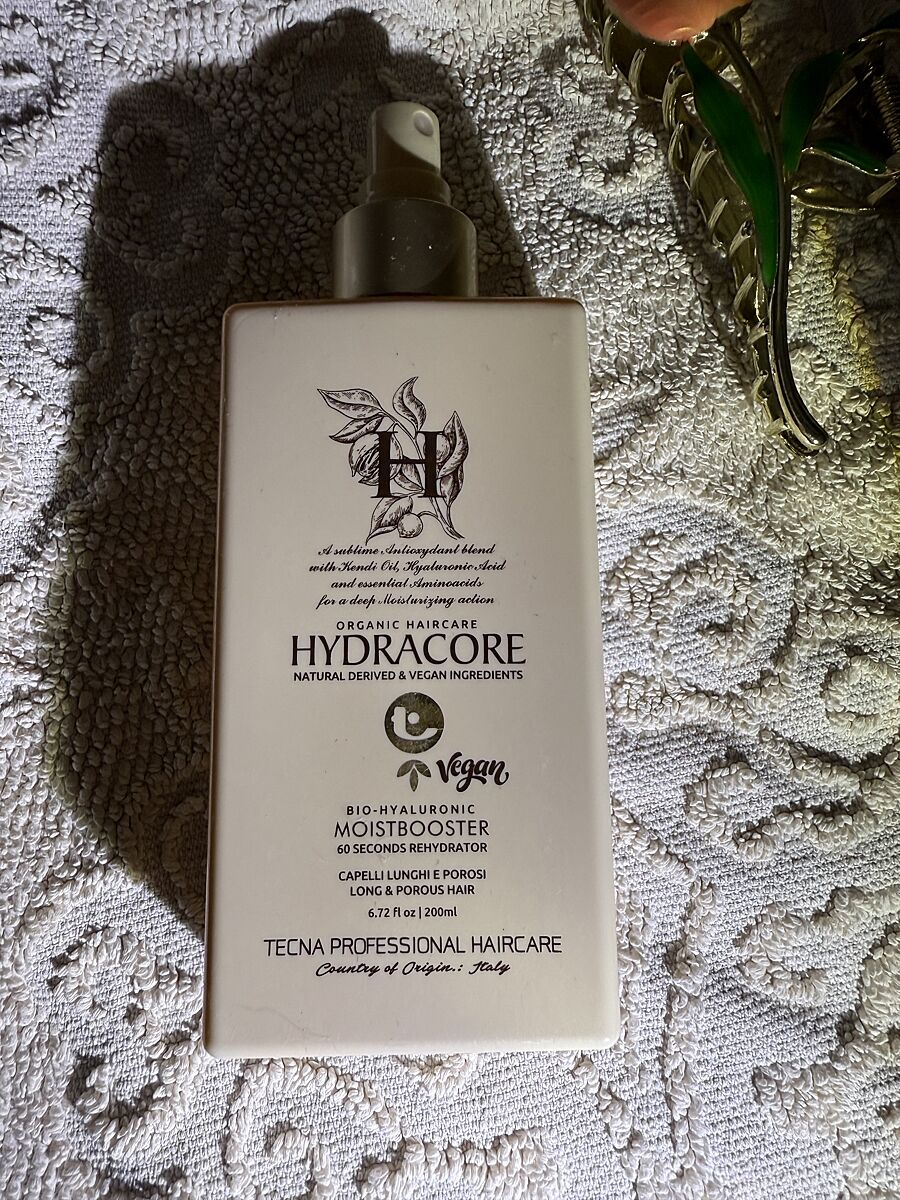 H
A sublime Antioxydant blend
with Kendi Oil, Hyaluronic Acid
and essential Aminoacids
for a deep Moisturizing action
ORGANIC HAIRCARE
HYDRACORE
NATURAL DERIVED & VEGAN INGREDIENTS
Vegan
BIO-HYALURONIC
MOISTBOOSTER
60 SECONDS REHYDRATOR
CAPELLI LUNGHI E POROSI
LONG & POROUS HAIR
6.72 fl oz | 200ml
TECNA PROFESSIONAL HAIRCARE
Country of Origin.: Italy